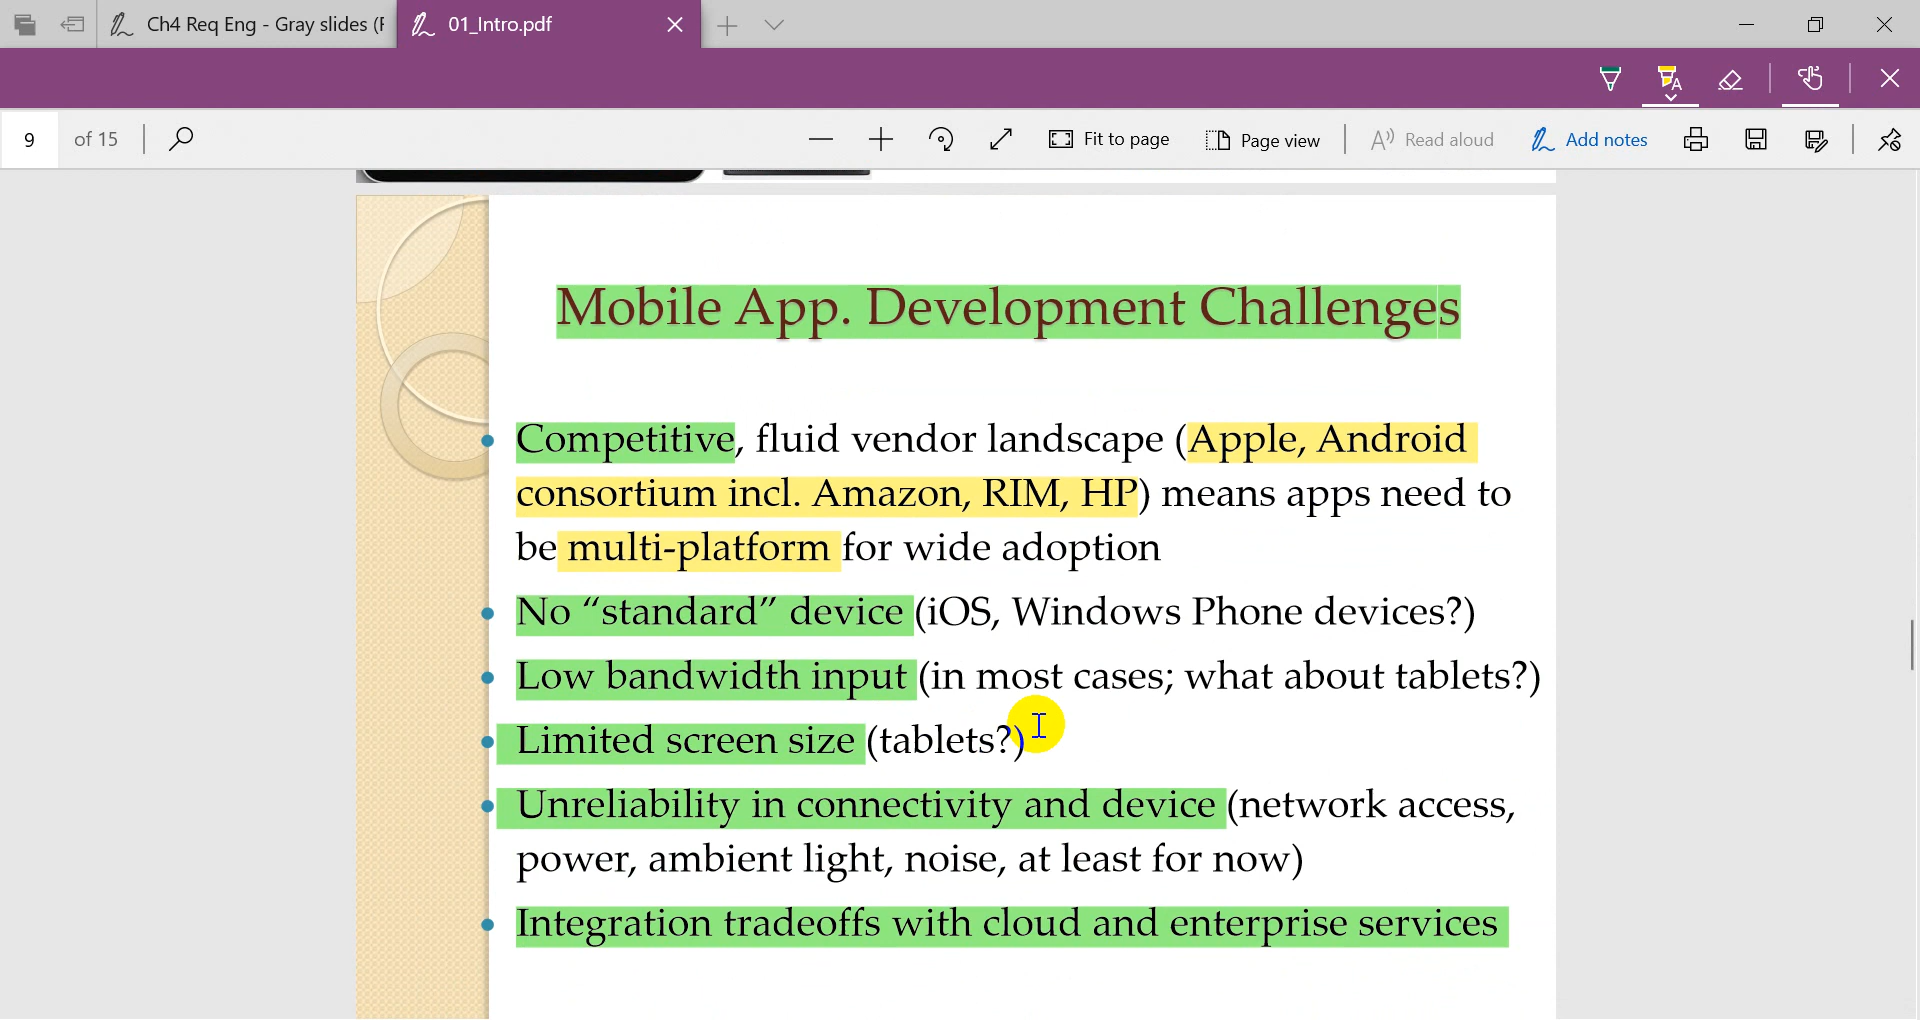 Ch4 Req Eng - Gray slides (F
01_Intro.pdf
9 of 15
Fit to page
Page view
Read aloud
Add notes
Mobile App. Development Challenges
• Competitive, fluid vendor landscape (Apple, Android
consortium incl. Amazon, RIM, HP) means apps need to
be multi-platform for wide adoption
• No “standard” device (iOS, Windows Phone devices?)
• Low bandwidth input (in most cases; what about tablets?)
• Limited screen size (tablets?)
• Unreliability in connectivity and device (network access,
power, ambient light, noise, at least for now)
• Integration tradeoffs with cloud and enterprise services